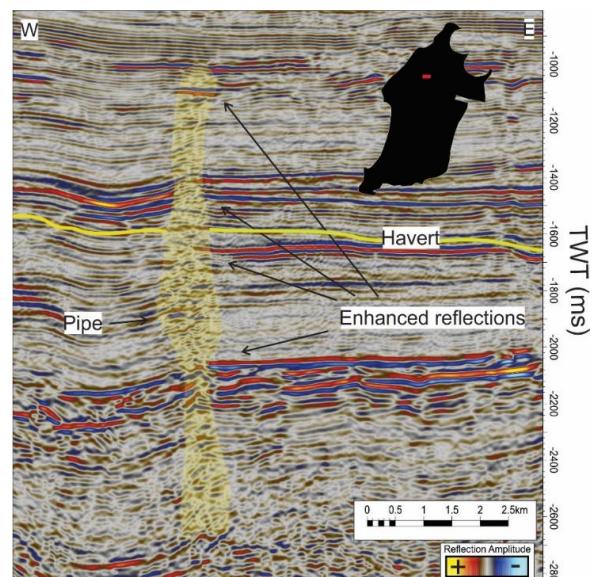 W
E
-1000
-1200
-1400
Havert
-1600
TWT (ms)
-1800
Pipe
Enhanced reflections
-2000
-2200
-2400
0 0.5 1 1.5 2 2.5km
-2600
Reflection Amplitude
+ -
-2800